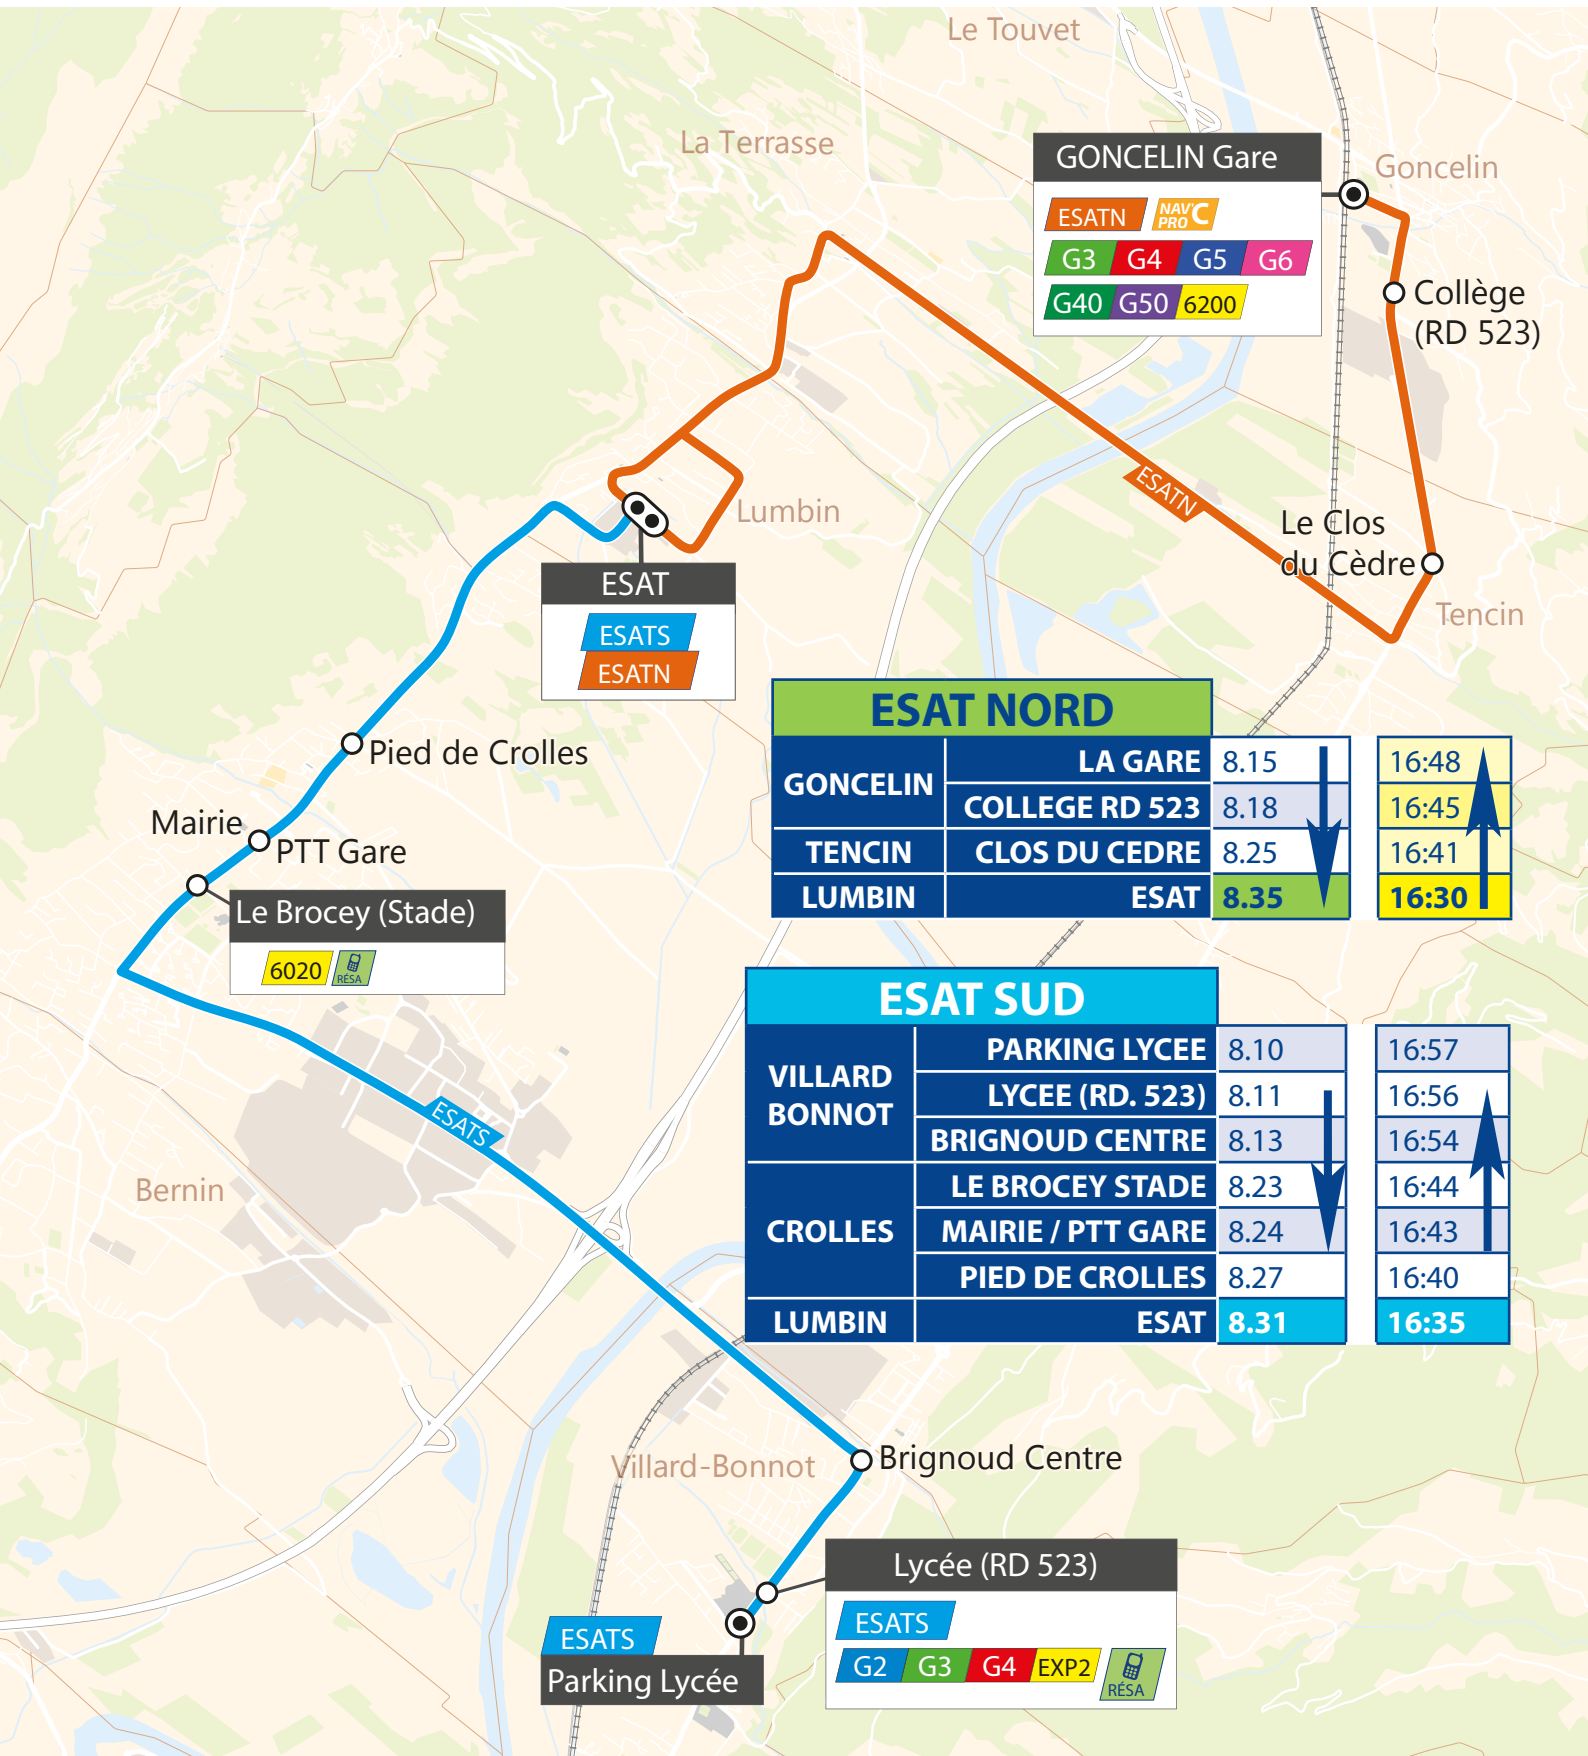 Le Touvet
La Terrasse
GONCELIN Gare
Goncelin
ESATN NAV'C PRO
G3 G4 G5 G6
G40 G50 6200
Collège
(RD 523)
ESATN
Lumbin
Le Clos
du Cèdre
Tencin
ESAT
ESATS
ESATN
ESAT NORD
GONCELIN LA GARE 8.15 16:48
COLLEGE RD 523 8.18 16:45
TENCIN CLOS DU CEDRE 8.25 16:41
LUMBIN ESAT 8.35 16:30
Pied de Crolles
Mairie
PTT Gare
Le Brocey (Stade)
6020 RÉSA
ESAT SUD
VILLARD BONNOT PARKING LYCEE 8.10 16:57
LYCEE (RD. 523) 8.11 16:56
BRIGNOUD CENTRE 8.13 16:54
CROLLES LE BROCEY STADE 8.23 16:44
MAIRIE / PTT GARE 8.24 16:43
PIED DE CROLLES 8.27 16:40
LUMBIN ESAT 8.31 16:35
ESATS
Bernin
Villard-Bonnot
Brignoud Centre
Lycée (RD 523)
ESATS
G2 G3 G4 EXP2 RÉSA
ESATS
Parking Lycée